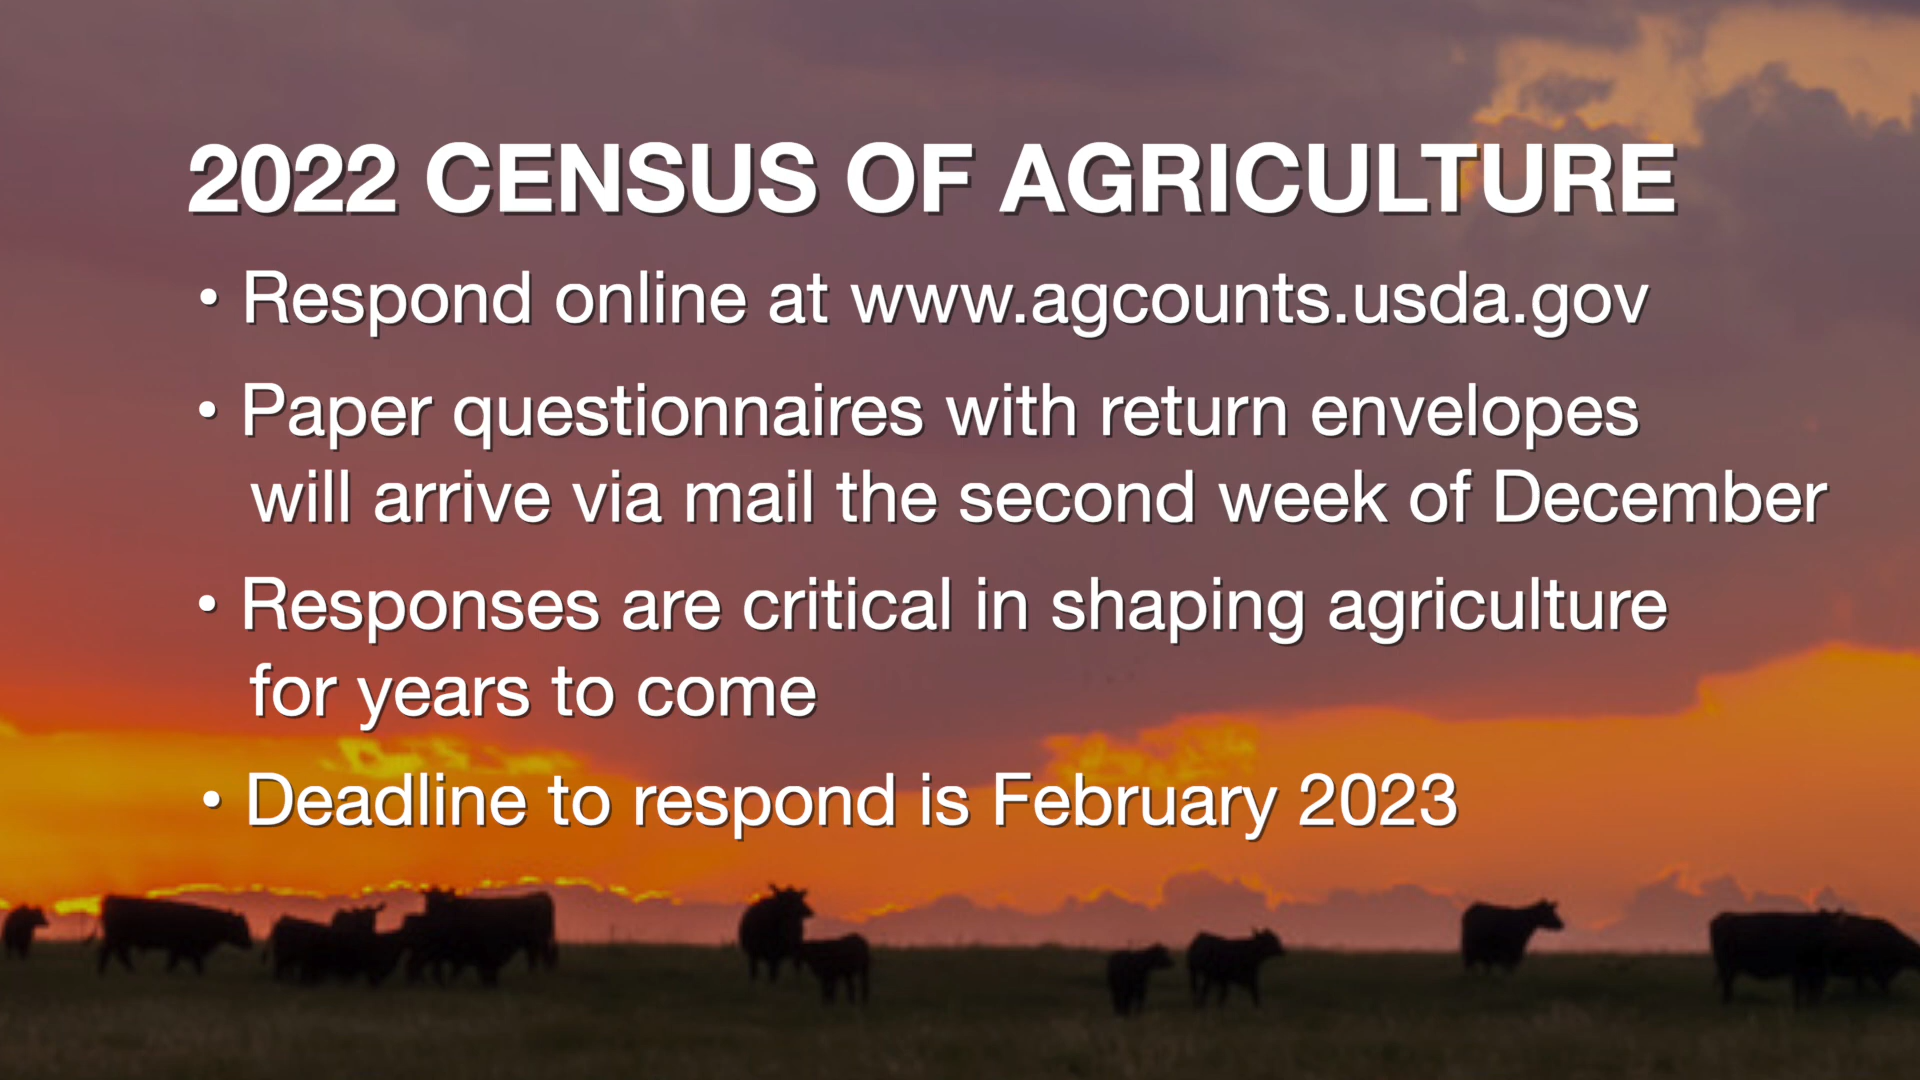 2022 CENSUS OF AGRICULTURE
• Respond online at www.agcounts.usda.gov
• Paper questionnaires with return envelopes
will arrive via mail the second week of December
• Responses are critical in shaping agriculture
for years to come
• Deadline to respond is February 2023